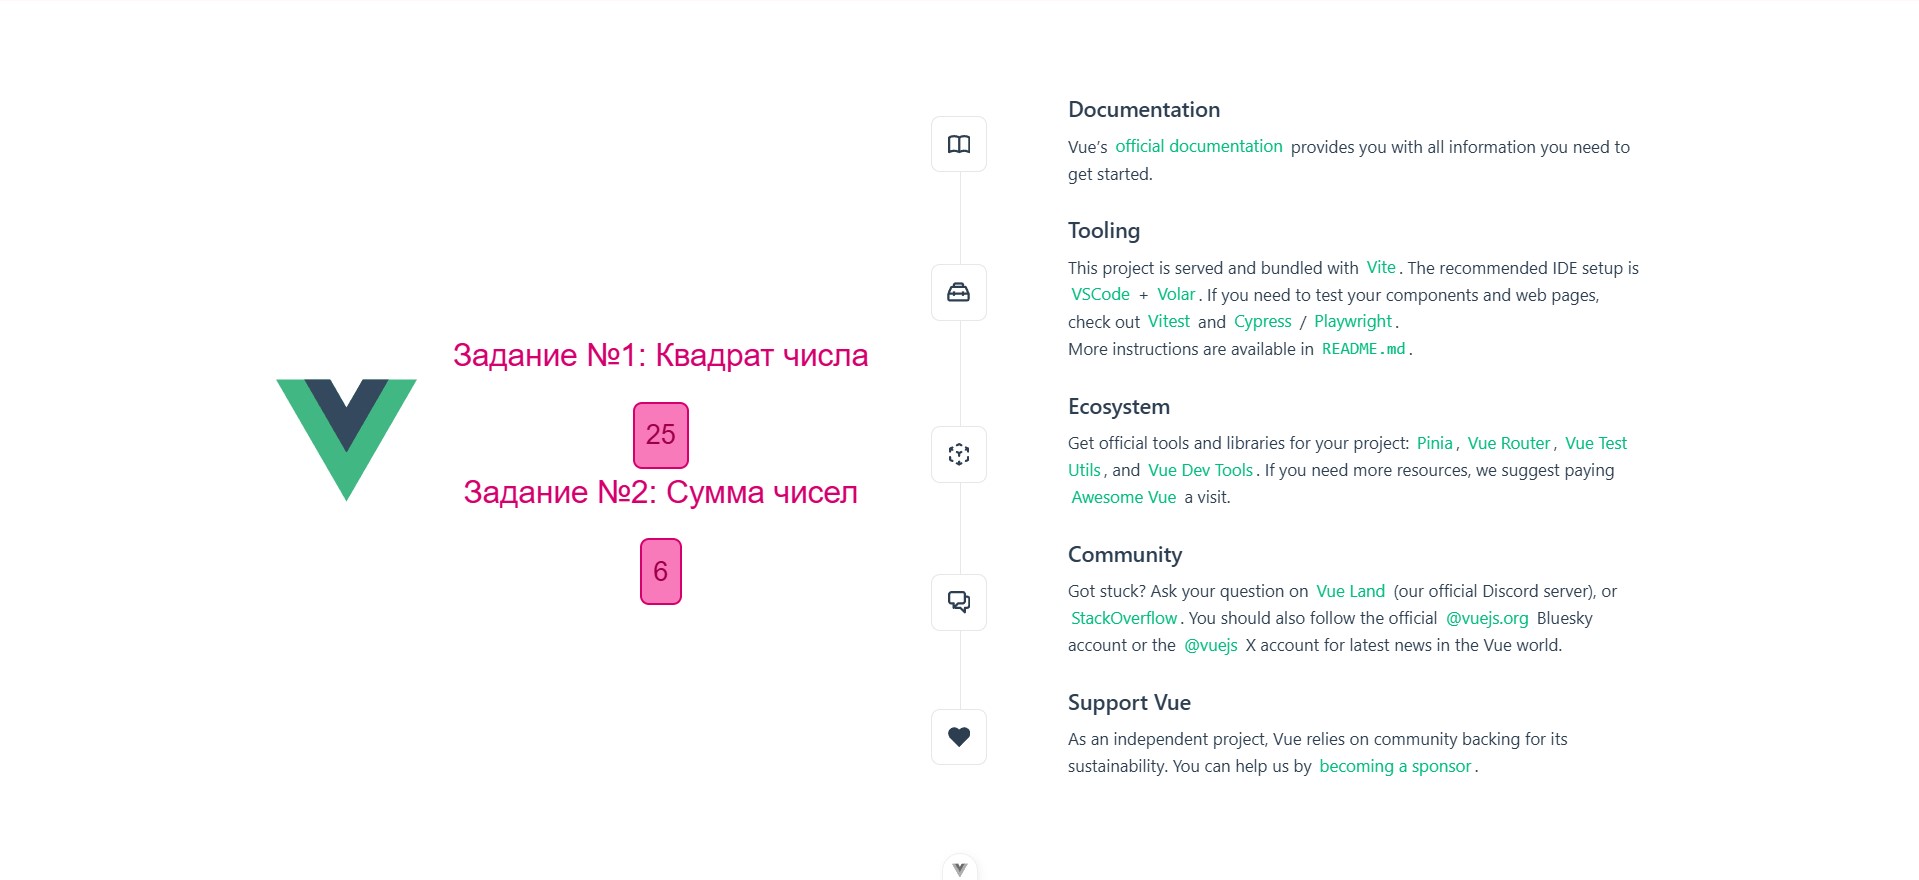 Задание №1: Квадрат числа
25
Задание №2: Сумма чисел
6
Documentation
Vue’s official documentation provides you with all information you need to
get started.
Tooling
This project is served and bundled with Vite. The recommended IDE setup is
VSCode + Volar. If you need to test your components and web pages,
check out Vitest and Cypress / Playwright.
More instructions are available in README.md.
Ecosystem
Get official tools and libraries for your project: Pinia, Vue Router, Vue Test
Utils, and Vue Dev Tools. If you need more resources, we suggest paying
Awesome Vue a visit.
Community
Got stuck? Ask your question on Vue Land (our official Discord server), or
StackOverflow. You should also follow the official @vuejs.org Bluesky
account or the @vuejs X account for latest news in the Vue world.
Support Vue
As an independent project, Vue relies on community backing for its
sustainability. You can help us by becoming a sponsor.